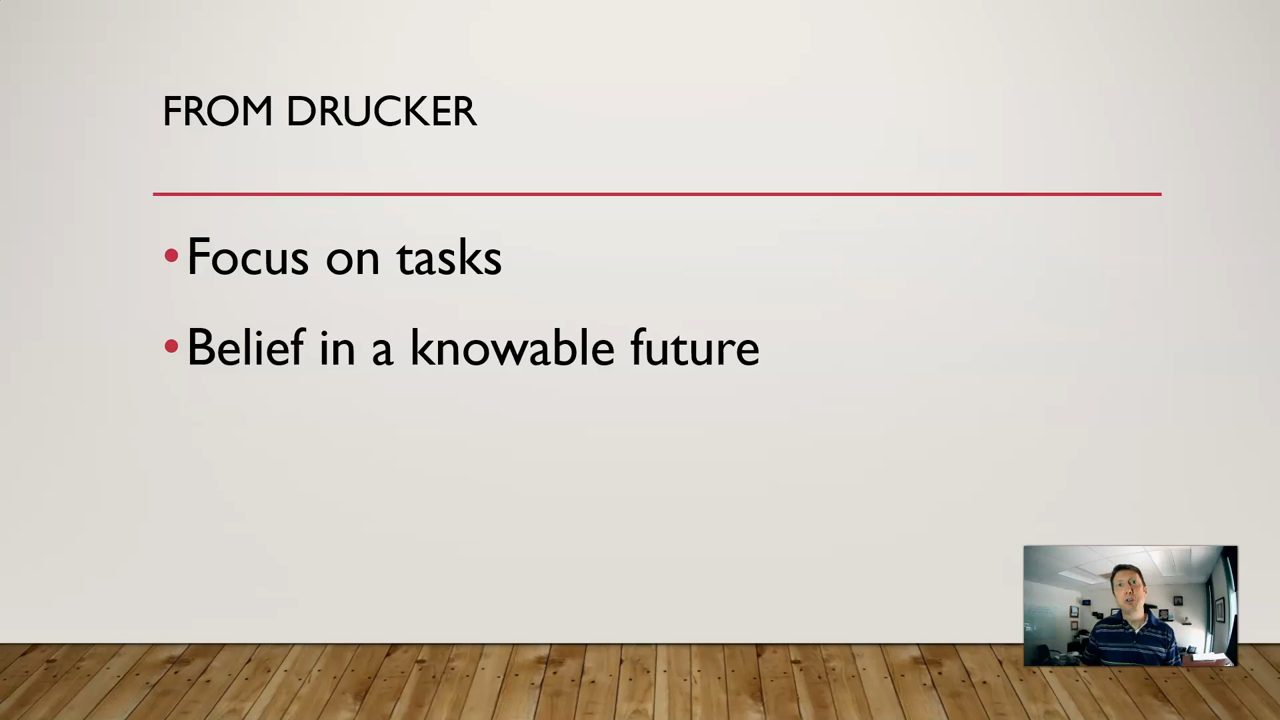 FROM DRUCKER
•Focus on tasks
•Belief in a knowable future